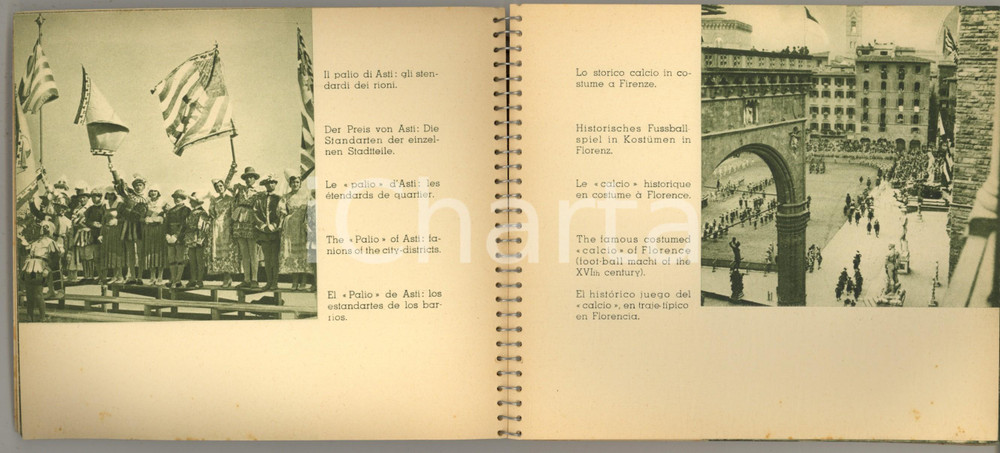 Il palio di Asti: gli sten-
dardi dei rioni.
Der Preis von Asti: Die
Standarten der einzel-
nen Stadtteile.
Le « palio » d'Asti: les
étendards de quartier.
The « Palio » of Asti: fa-
nions of the city-districts.
El « Palio » de Asti: los
estandartes de los bar-
rios.
Lo storico calcio in co-
stume a Firenze.
Historisches Fussball-
spiel in Kostümen in
Florenz.
Le « calcio » historique
en costume à Florence.
The famous costumed
« calcio » of Florence
(foot-ball machi of the
XVIth century).
El histórico juego del
« calcio », en traje típico
en Florencia.
Charta